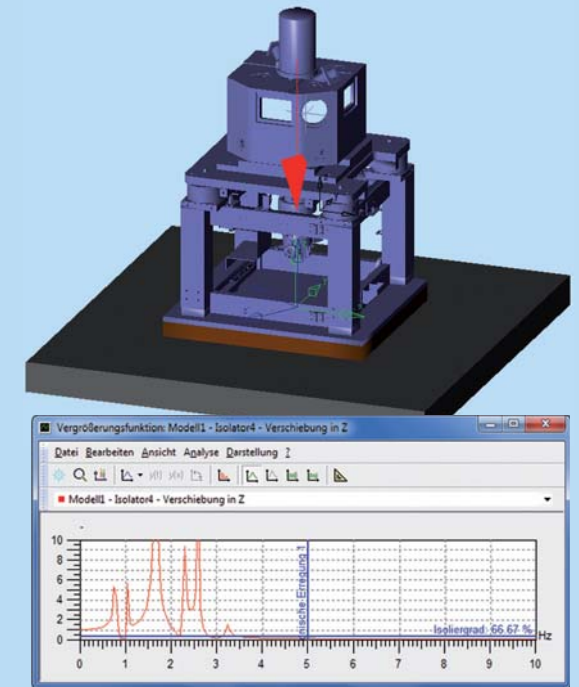 Vergrößerungsfunktion: Modell1 - Isolator4 - Verschiebung in Z
Datei Bearbeiten Ansicht Analyse Darstellung ?
y(t) y(x)
Modell1 - Isolator4 - Verschiebung in Z
-
10
8
6
4
2
0
nische Erregung 1
Isoliergrad: 66.67 %
Hz
0 1 2 3 4 5 6 7 8 9 10